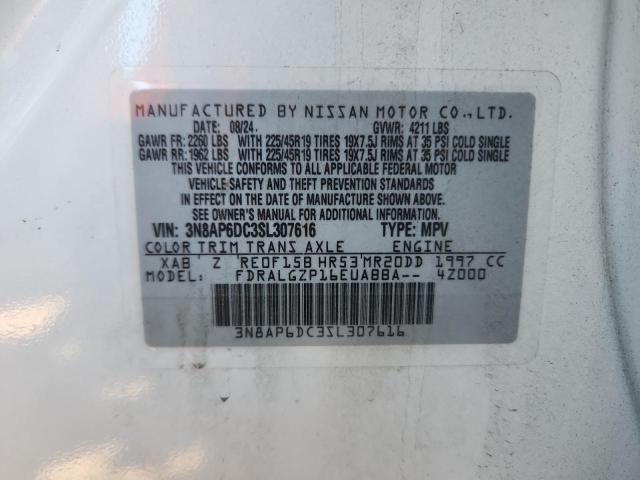 MANUFACTURED BY NISSAN MOTOR CO., LTD.
DATE: 08/24. GVWR: 4211 LBS
GAWR FR: 2260 LBS WITH 225/45R19 TIRES 19X7.5J RIMS AT 35 PSI COLD SINGLE
GAWR RR: 1962 LBS WITH 225/45R19 TIRES 19X7.5J RIMS AT 35 PSI COLD SINGLE
THIS VEHICLE CONFORMS TO ALL APPLICABLE FEDERAL MOTOR
VEHICLE SAFETY AND THEFT PREVENTION STANDARDS
IN EFFECT ON THE DATE OF MANUFACTURE SHOWN ABOVE.
SEE OWNER'S MANUAL FOR ADDITIONAL INFORMATION
VIN: 3N8AP6DC3SL307616 TYPE: MPV
COLOR TRIM TRANS AXLE ENGINE
XAB Z RE0F15B HR53 MR20DD 1997 CC
MODEL: FDRALGZP16EUABBA-- 4Z000
3N8AP6DC3SL307616